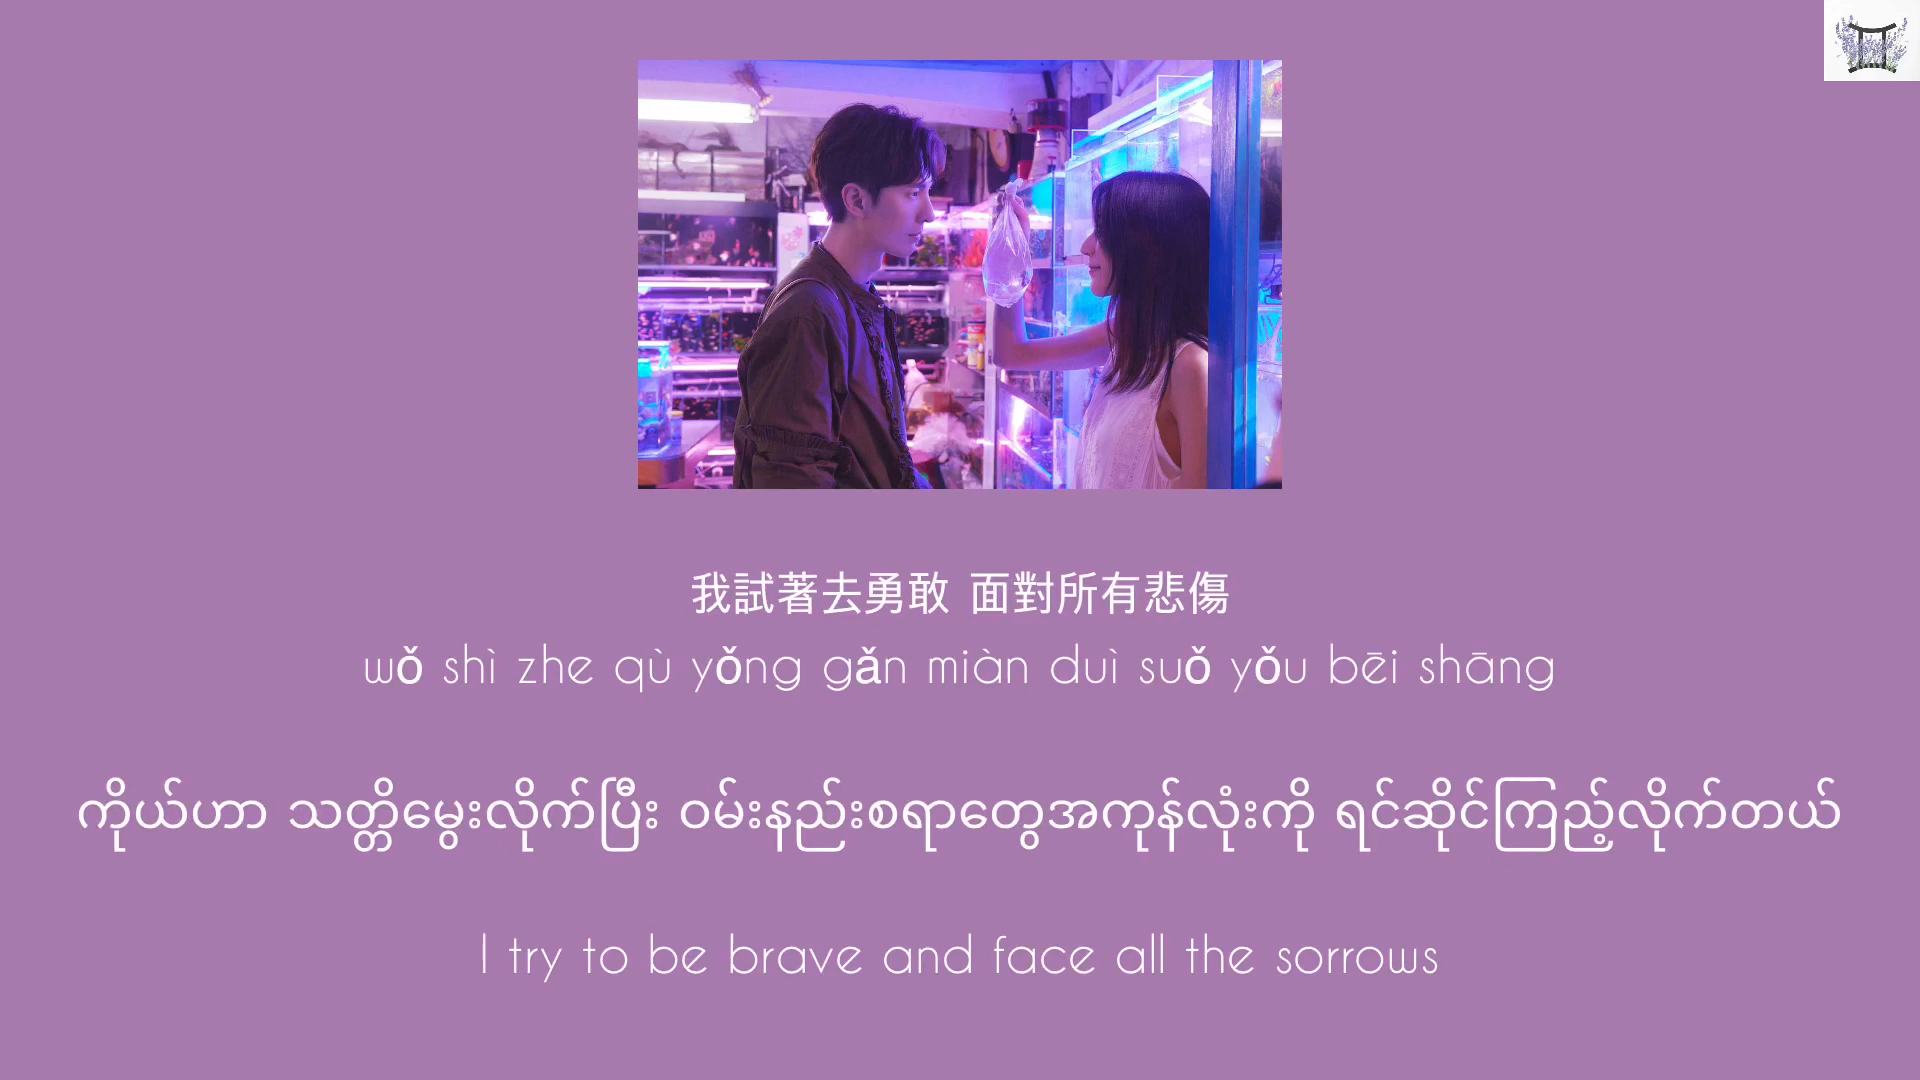 我試著去勇敢 面對所有悲傷
wǒ shì zhe qù yǒng gǎn miàn duì suǒ yǒu bēi shāng
ကိုယ်ဟာ သတ္တိမွေးလိုက်ပြီး ဝမ်းနည်းစရာတွေအကုန်လုံးကို ရင်ဆိုင်ကြည့်လိုက်တယ်
I try to be brave and face all the sorrows